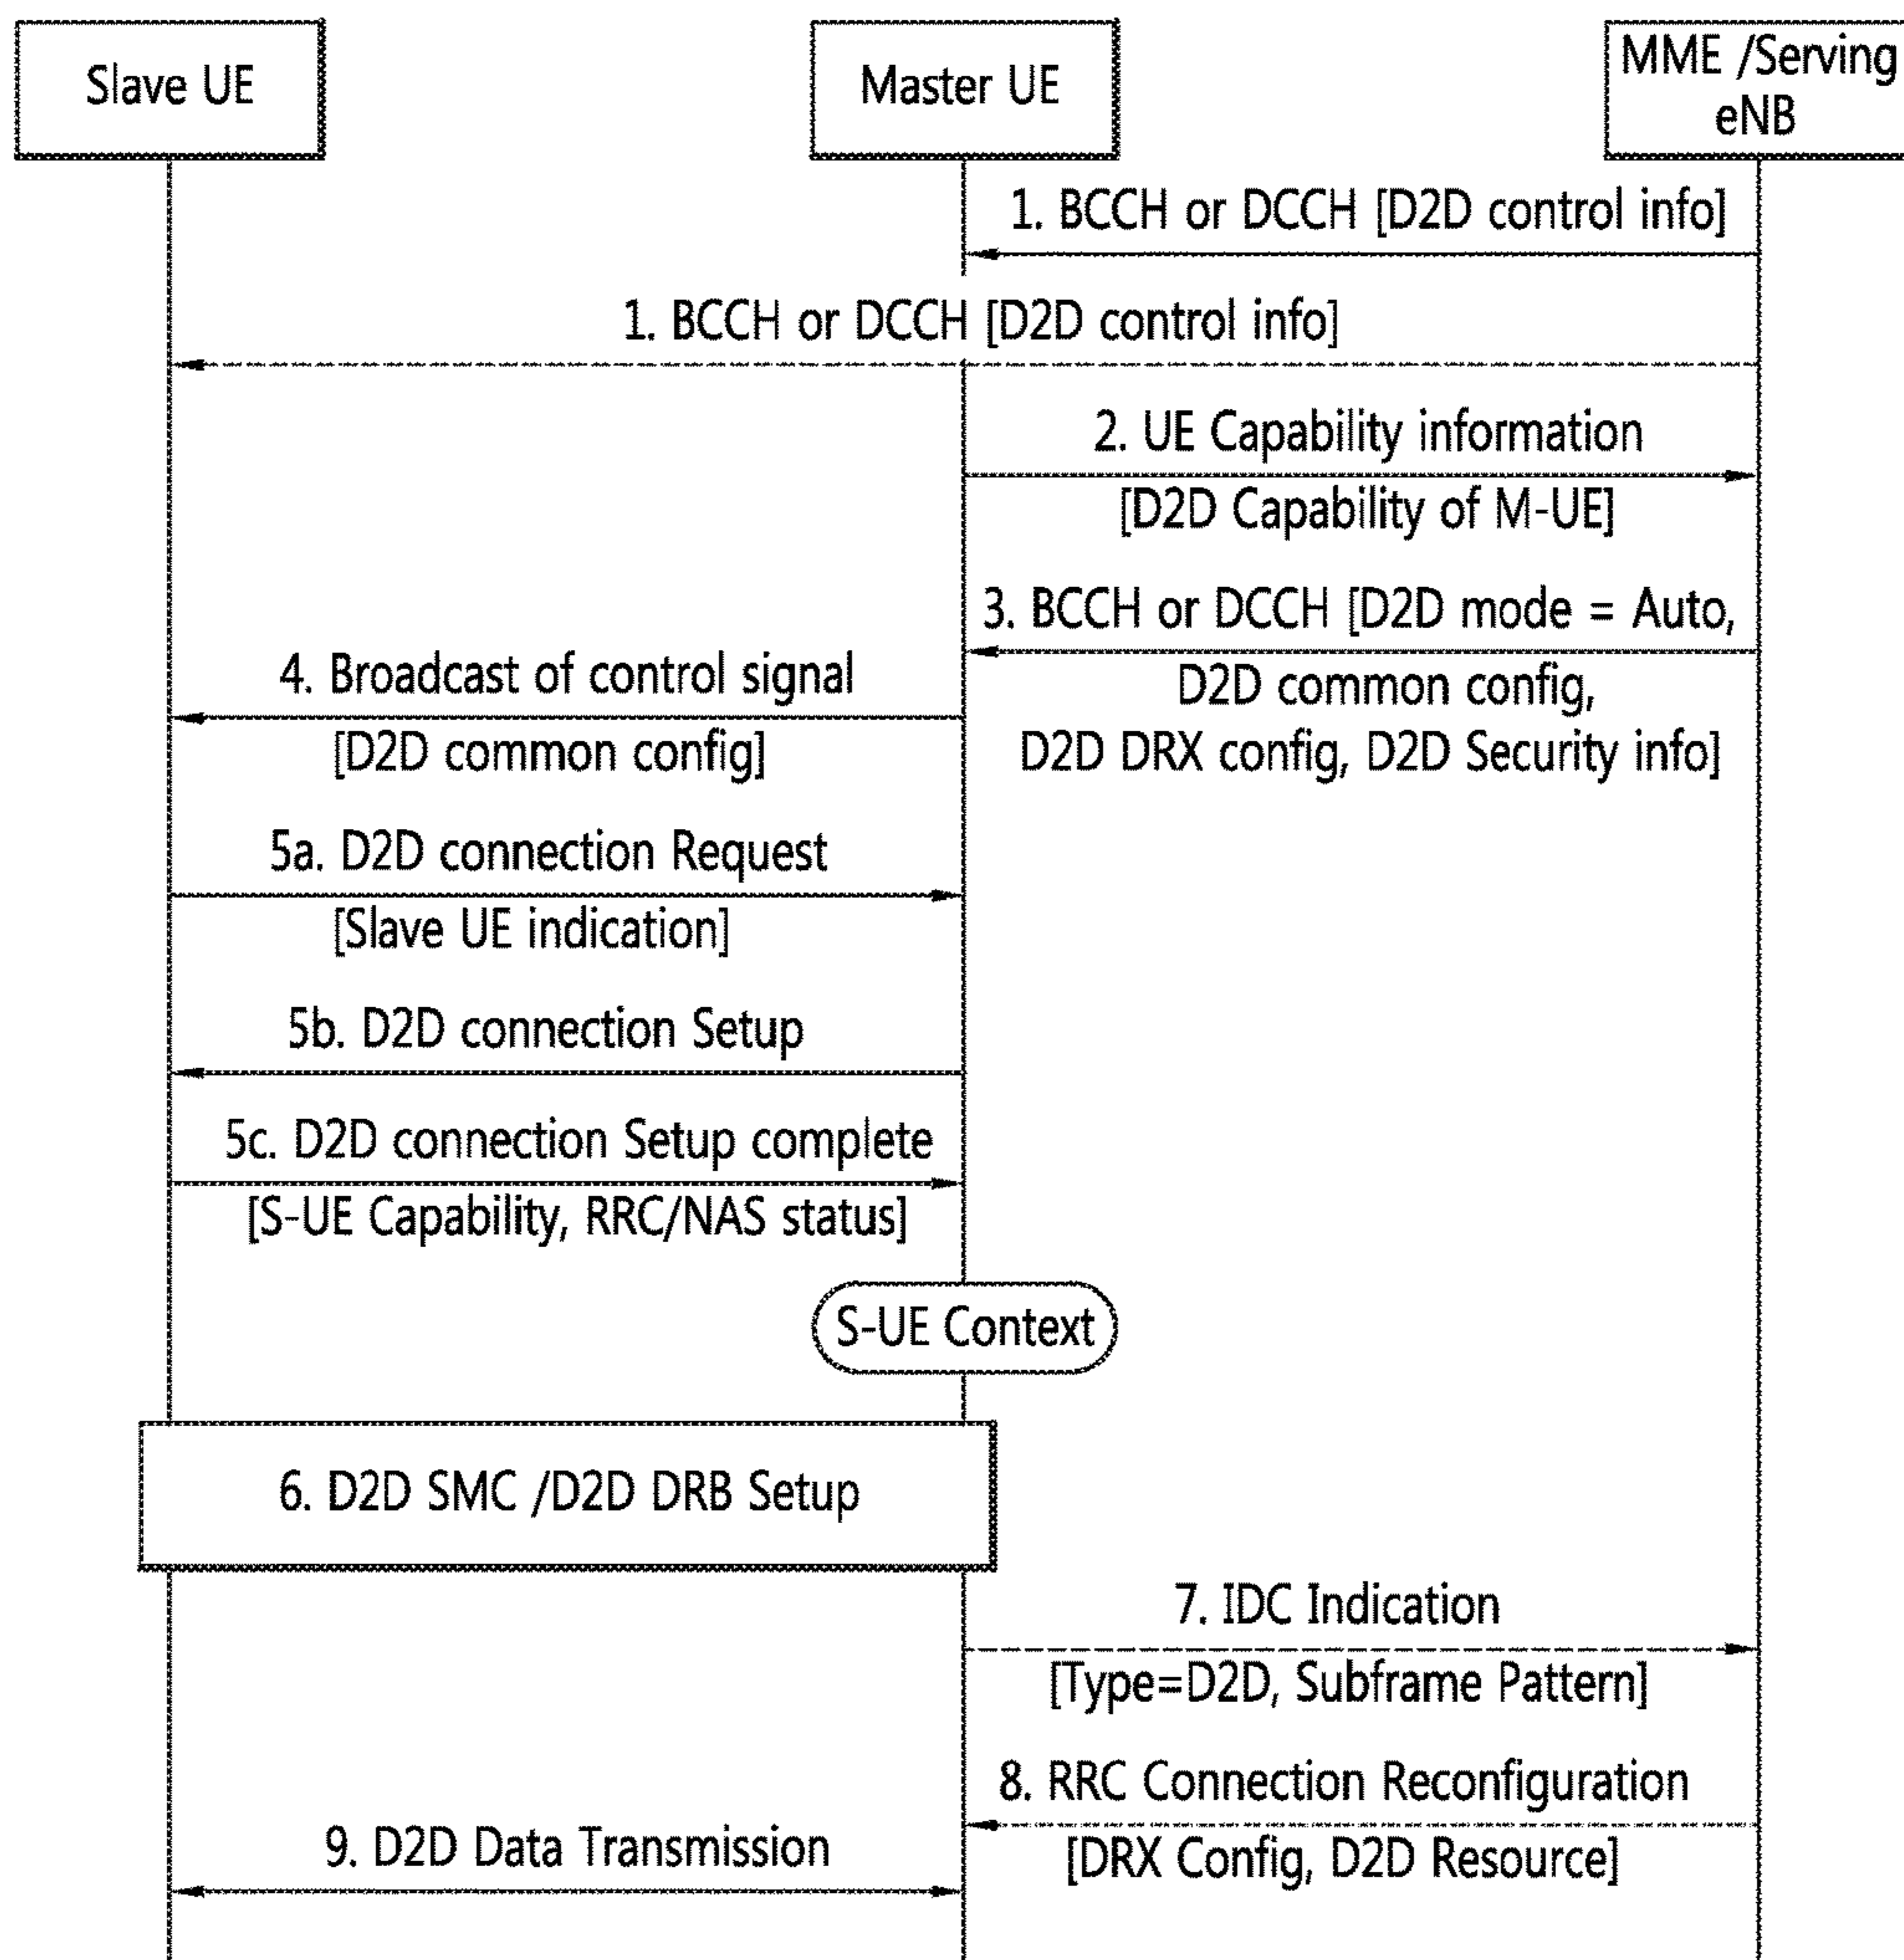 Slave UE
Master UE
MME /Serving
eNB
1. BCCH or DCCH [D2D control info]
1. BCCH or DCCH [D2D control info]
2. UE Capability information
[D2D Capability of M-UE]
3. BCCH or DCCH [D2D mode = Auto,
D2D common config,
D2D DRX config, D2D Security info]
4. Broadcast of control signal
[D2D common config]
5a. D2D connection Request
[Slave UE indication]
5b. D2D connection Setup
5c. D2D connection Setup complete
[S-UE Capability, RRC/NAS status]
S-UE Context
6. D2D SMC /D2D DRB Setup
7. IDC Indication
[Type=D2D, Subframe Pattern]
8. RRC Connection Reconfiguration
[DRX Config, D2D Resource]
9. D2D Data Transmission